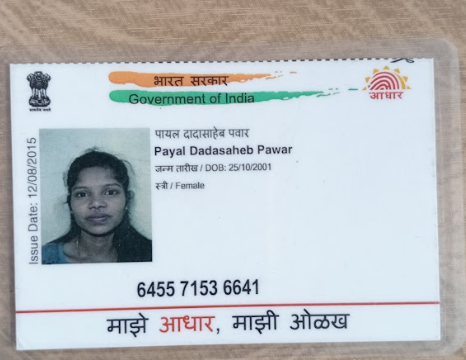 भारत सरकार
Government of India
आधार
Issue Date: 12/08/2015
पायल दादासाहेब पवार
Payal Dadasaheb Pawar
जन्म तारीख / DOB: 25/10/2001
स्त्री / Female
6455 7153 6641
माझे आधार, माझी ओळख